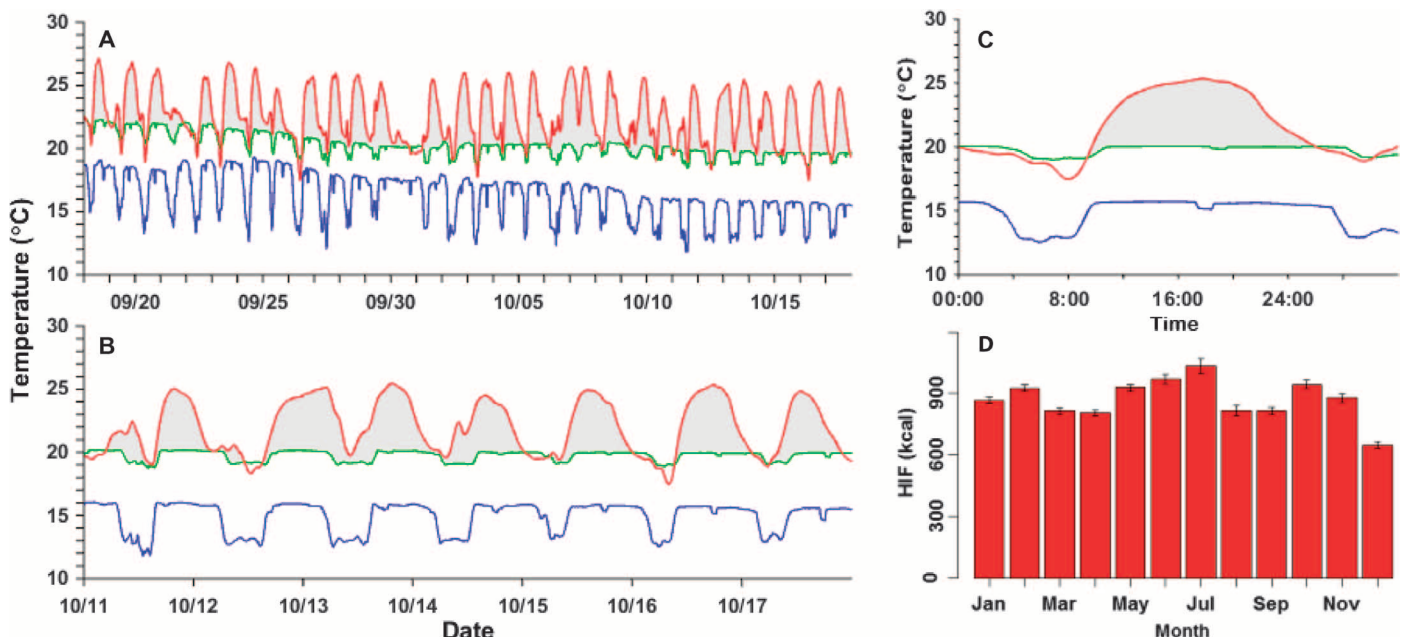 A
30
25
20
15
10
09/20 09/25 09/30 10/05 10/10 10/15
B
30
25
20
15
10
10/11 10/12 10/13 10/14 10/15 10/16 10/17
Temperature (°C)
Date
C
30
25
20
15
10
Temperature (°C)
00:00 8:00 16:00 24:00
Time
D
900
600
300
0
HIF (kcal)
Jan Mar May Jul Sep Nov
Month